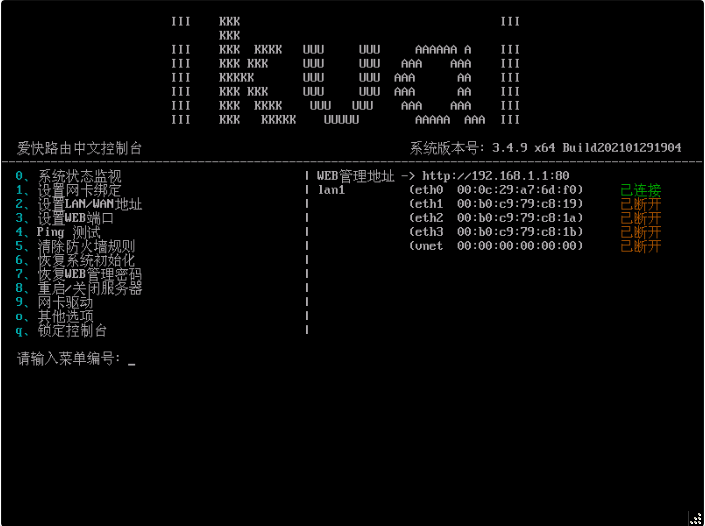 III    KKK                                     III
       KKK
III    KKK  KKKK   UUU     UUU     AAAAAA A    III
III    KKK KKK     UUU     UUU   AAA    AAA    III
III    KKKKK       UUU     UUU  AAA      AA    III
III    KKK KKK     UUU     UUU  AAA      AAA   III
III    KKK  KKKK    UUU   UUU    AAA    AAA    III
III    KKK   KKKKK    UUUUU        AAAAA  AAA  III
爱快路由中文控制台 系统版本号: 3.4.9 x64 Build202101291904
0、系统状态监视 | WEB管理地址 -> http://192.168.1.1:80
1、设置网卡绑定 | lan1 (eth0 00:0c:29:a7:6d:f0) 已连接
2、设置LAN/WAN地址 | (eth1 00:b0:c9:79:c8:19) 已断开
3、设置WEB端口 | (eth2 00:b0:c9:79:c8:1a) 已断开
4、Ping 测试 | (eth3 00:b0:c9:79:c8:1b) 已断开
5、清除防火墙规则 | (vnet 00:00:00:00:00:00) 已断开
6、恢复系统初始化 |
7、恢复WEB管理密码 |
8、重启/关闭服务器 |
9、网卡驱动 |
o、其他选项 |
q、锁定控制台 |
请输入菜单编号: _